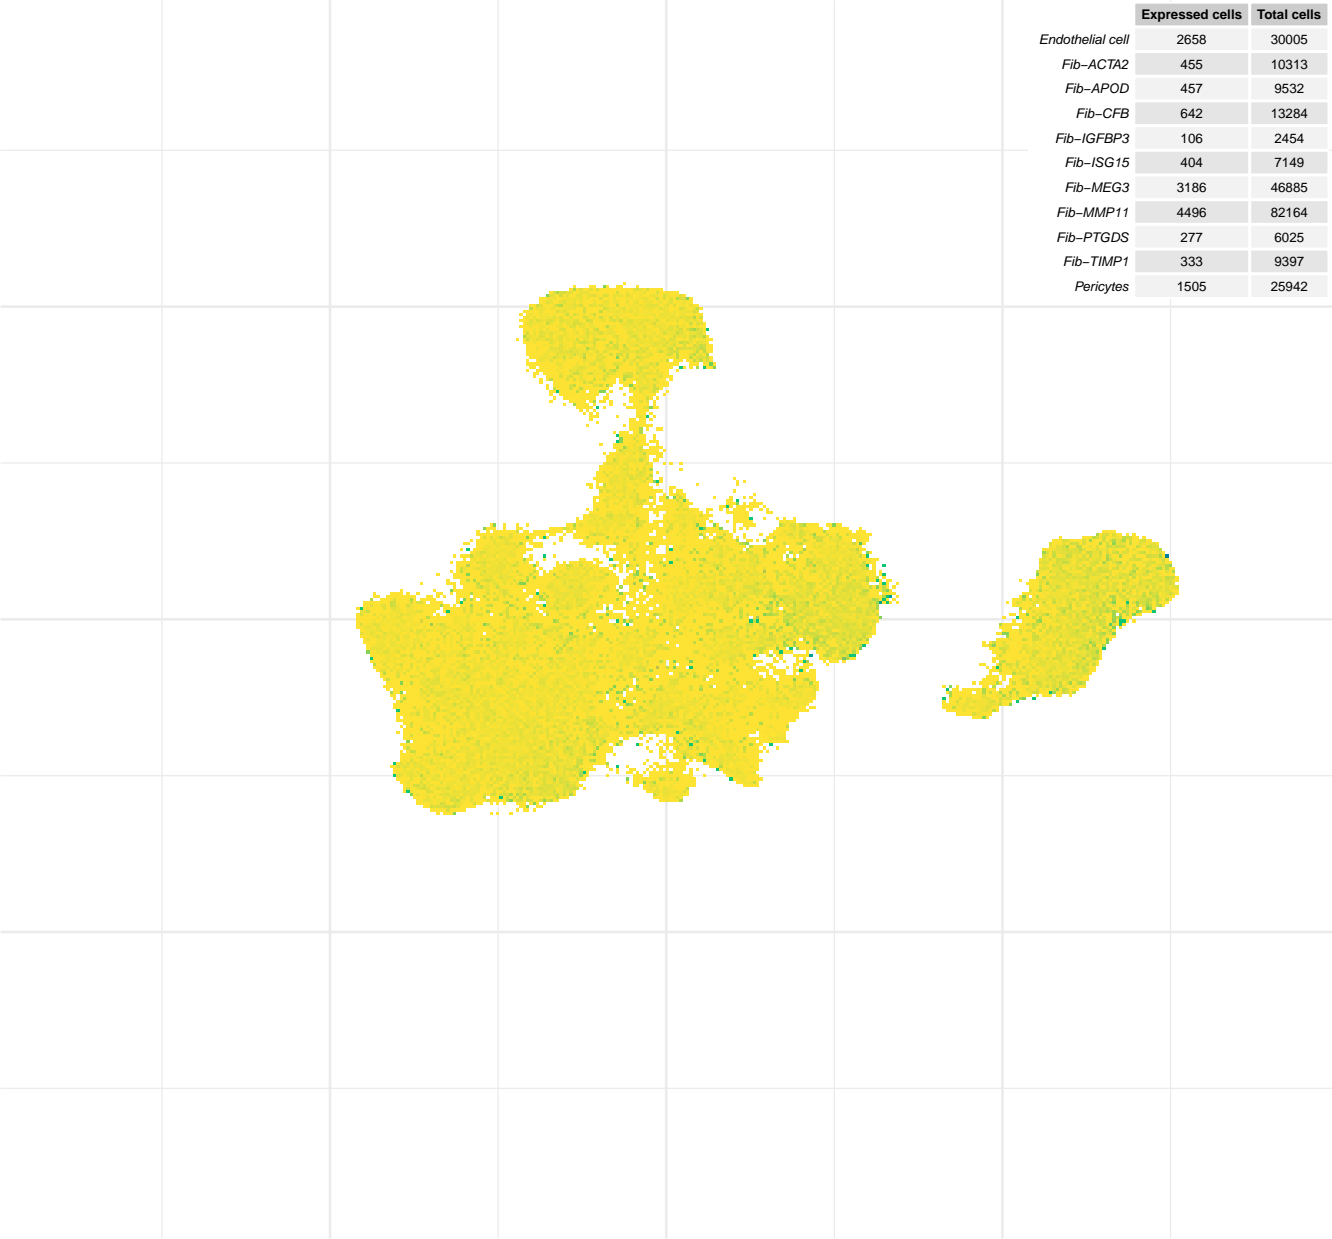 Expressed cells Total cells
Endothelial cell 2658 30005
Fib−ACTA2 455 10313
Fib−APOD 457 9532
Fib−CFB 642 13284
Fib−IGFBP3 106 2454
Fib−ISG15 404 7149
Fib−MEG3 3186 46885
Fib−MMP11 4496 82164
Fib−PTGDS 277 6025
Fib−TIMP1 333 9397
Pericytes 1505 25942